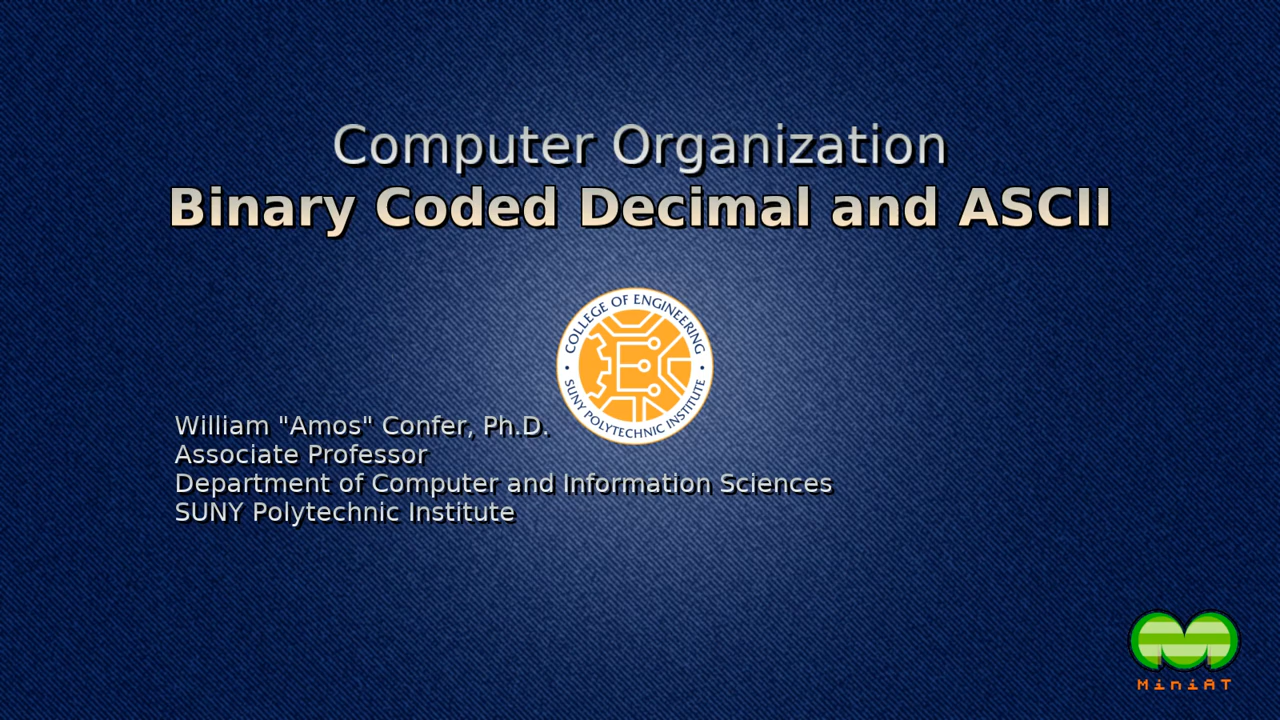 Computer Organization
Binary Coded Decimal and ASCII
COLLEGE OF ENGINEERING
SUNY POLYTECHNIC INSTITUTE
William "Amos" Confer, Ph.D.
Associate Professor
Department of Computer and Information Sciences
SUNY Polytechnic Institute
MiniAT